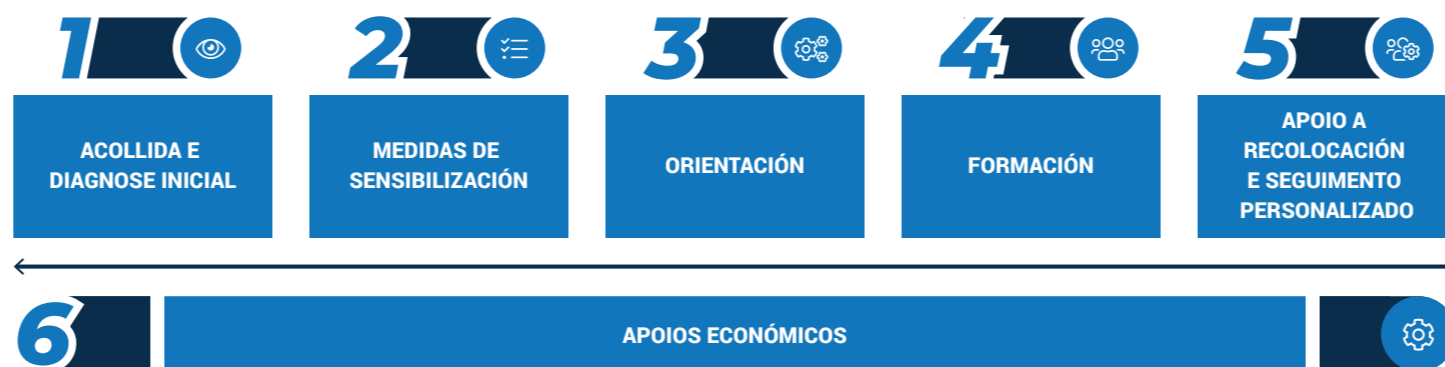 1
ACOLLIDA E
DIAGNOSE INICIAL
2
MEDIDAS DE
SENSIBILIZACIÓN
3
ORIENTACIÓN
4
FORMACIÓN
5
APOIO A
RECOLOCACIÓN
E SEGUIMENTO
PERSONALIZADO
6
APOIOS ECONÓMICOS